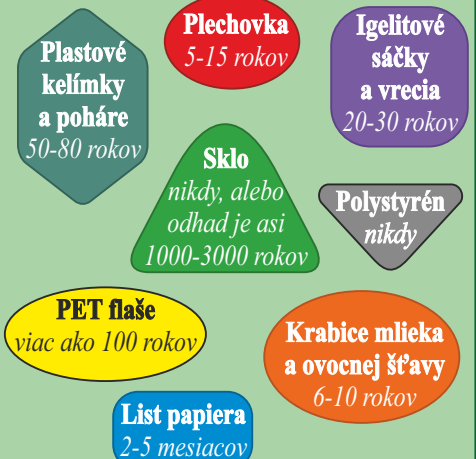 Plastové
kelímky
a poháre
50-80 rokov
Plechovka
5-15 rokov
Igelitové
sáčky
a vrecia
20-30 rokov
Sklo
nikdy, alebo
odhad je asi
1000-3000 rokov
Polystyrén
nikdy
PET flaše
viac ako 100 rokov
Krabice mlieka
a ovocnej šťavy
6-10 rokov
List papiera
2-5 mesiacov